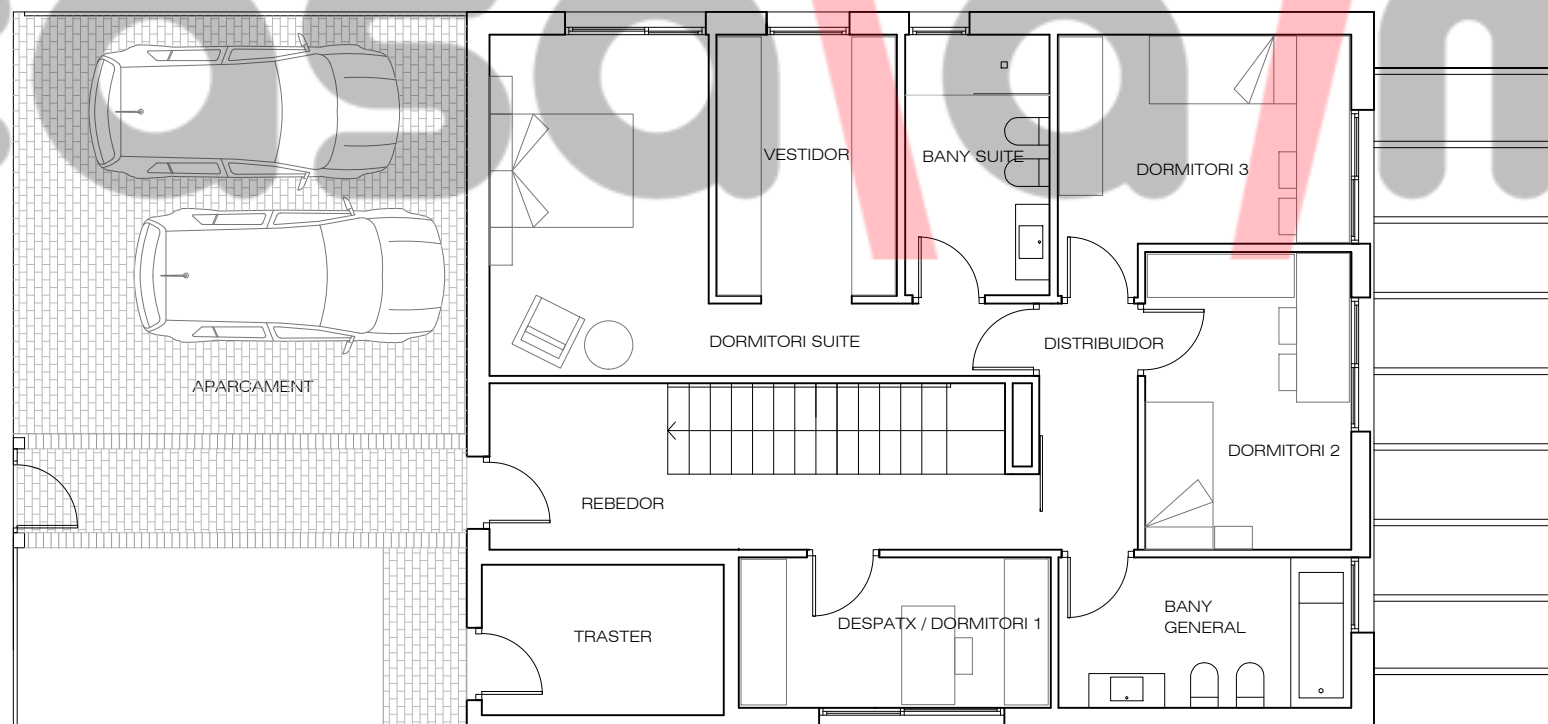 VESTIDOR
BANY SUITE
DORMITORI 3
DORMITORI SUITE
DISTRIBUIDOR
APARCAMENT
DORMITORI 2
REBEDOR
BANY
GENERAL
DESPATX / DORMITORI 1
TRASTER